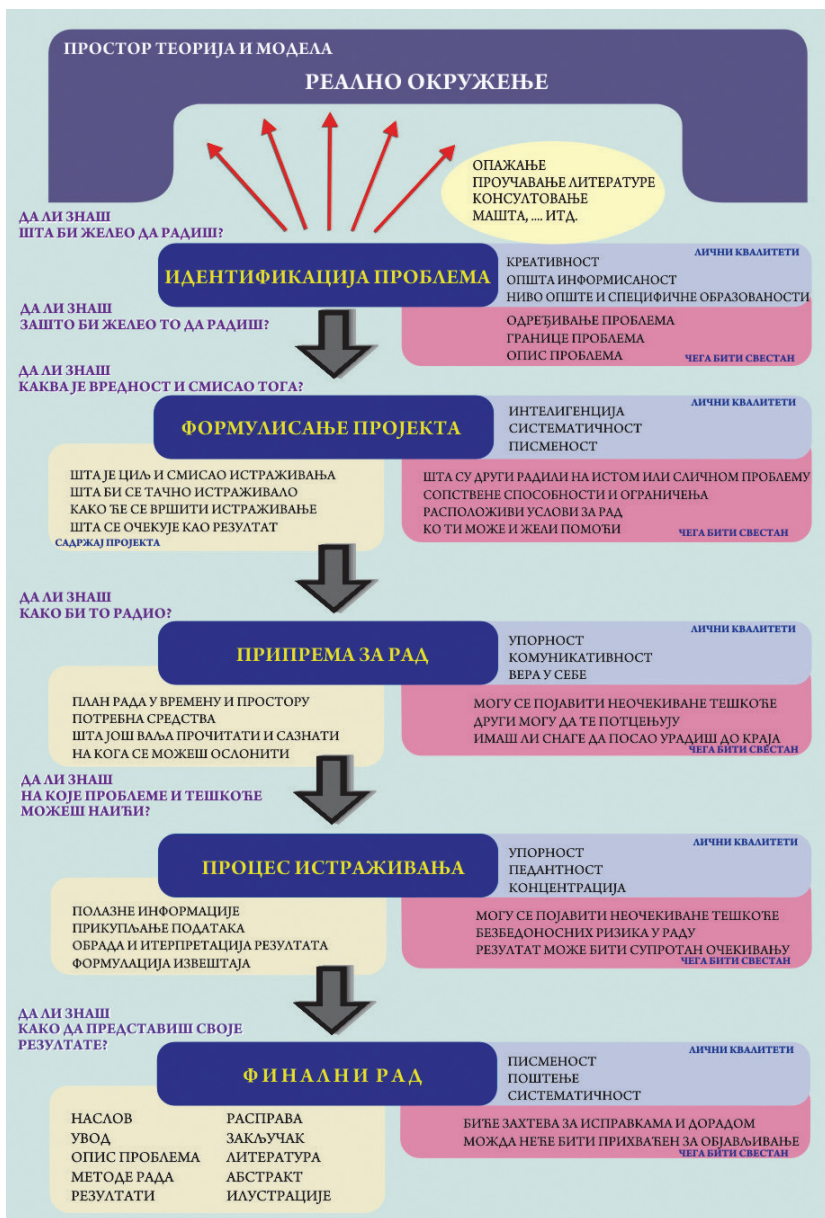 ПРОСТОР ТЕОРИЈА И МОДЕЛА
РЕАЛНО ОКРУЖЕЊЕ
ОПАЖАЊЕ
ПРОУЧАВАЊЕ ЛИТЕРАТУРЕ
КОНСУЛТОВАЊЕ
МАШТА, .... ИТД.
ДА ЛИ ЗНАШ
ШТА БИ ЖЕЛЕО ДА РАДИШ?
ИДЕНТИФИКАЦИЈА ПРОБЛЕМА
ЛИЧНИ КВАЛИТЕТИ
КРЕАТИВНОСТ
ОПШТА ИНФОРМИСАНОСТ
НИВО ОПШТЕ И СПЕЦИФИЧНЕ ОБРАЗОВАНОСТИ
ДА ЛИ ЗНАШ
ЗАШТО БИ ЖЕЛЕО ТО ДА РАДИШ?
ОДРЕЂИВАЊЕ ПРОБЛЕМА
ГРАНИЦЕ ПРОБЛЕМА
ОПИС ПРОБЛЕМА
ЧЕГА БИТИ СВЕСТАН
ДА ЛИ ЗНАШ
КАКВА ЈЕ ВРЕДНОСТ И СМИСАО ТОГА?
ФОРМУЛИСАЊЕ ПРОЈЕКТА
ЛИЧНИ КВАЛИТЕТИ
ИНТЕЛИГЕНЦИЈА
СИСТЕМАТИЧНОСТ
ПИСМЕНОСТ
ШТА ЈЕ ЦИЉ И СМИСАО ИСТРАЖИВАЊА
ШТА БИ СЕ ТАЧНО ИСТРАЖИВАЛО
КАКО ЋЕ СЕ ВРШИТИ ИСТРАЖИВАЊЕ
ШТА СЕ ОЧЕКУЈЕ КАО РЕЗУЛТАТ
САДРЖАЈ ПРОЈЕКТА
ШТА СУ ДРУГИ РАДИЛИ НА ИСТОМ ИЛИ СЛИЧНОМ ПРОБЛЕМУ
СОПСТВЕНЕ СПОСОБНОСТИ И ОГРАНИЧЕЊА
РАСПОЛОЖИВИ УСЛОВИ ЗА РАД
КО ТИ МОЖЕ И ЖЕЛИ ПОМОЋИ
ЧЕГА БИТИ СВЕСТАН
ДА ЛИ ЗНАШ
КАКО БИ ТО РАДИО?
ПРИПРЕМА ЗА РАД
ЛИЧНИ КВАЛИТЕТИ
УПОРНОСТ
КОМУНИКАТИВНОСТ
ВЕРА У СЕБЕ
ПЛАН РАДА У ВРЕМЕНУ И ПРОСТОРУ
ПОТРЕБНА СРЕДСТВА
ШТА ЈОШ ВАЉА ПРОЧИТАТИ И САЗНАТИ
НА КОГА СЕ МОЖЕШ ОСЛОНИТИ
МОГУ СЕ ПОЈАВИТИ НЕОЧЕКИВАНЕ ТЕШКОЋЕ
ДРУГИ МОГУ ДА ТЕ ПОТЦЕЊУЈУ
ИМАШ ЛИ СНАГЕ ДА ПОСАО УРАДИШ ДО КРАЈА
ЧЕГА БИТИ СВЕСТАН
ДА ЛИ ЗНАШ
НА КОЈЕ ПРОБЛЕМЕ И ТЕШКОЋЕ
МОЖЕШ НАИЋИ?
ПРОЦЕС ИСТРАЖИВАЊА
ЛИЧНИ КВАЛИТЕТИ
УПОРНОСТ
ПЕДАНТНОСТ
КОНЦЕНТРАЦИЈА
ПОЛАЗНЕ ИНФОРМАЦИЈЕ
ПРИКУПЉАЊЕ ПОДАТАКА
ОБРАДА И ИТЕРПРЕТАЦИЈА РЕЗУЛТАТА
ФОРМУЛАЦИЈА ИЗВЕШТАЈА
МОГУ СЕ ПОЈАВИТИ НЕОЧЕКИВАНЕ ТЕШКОЋЕ
БЕЗБЕДОНОСНИХ РИЗИКА У РАДУ
РЕЗУЛТАТ МОЖЕ БИТИ СУПРОТАН ОЧЕКИВАЊУ
ЧЕГА БИТИ СВЕСТАН
ДА ЛИ ЗНАШ
КАКО ДА ПРЕДСТАВИШ СВОЈЕ
РЕЗУЛТАТЕ?
ФИНАЛНИ РАД
ЛИЧНИ КВАЛИТЕТИ
ПИСМЕНОСТ
ПОШТЕЊЕ
СИСТЕМАТИЧНОСТ
НАСЛОВ
УВОД
ОПИС ПРОБЛЕМА
МЕТОДЕ РАДА
РЕЗУЛТАТИ
РАСПРАВА
ЗАКЉУЧАК
ЛИТЕРАТУРА
АБСТРАКТ
ИЛУСТРАЦИЈЕ
БИЋЕ ЗАХТЕВА ЗА ИСПРАВКАМА И ДОРАДОМ
МОЖДА НЕЋЕ БИТИ ПРИХВАЋЕН ЗА ОБЈАВЉИВАЊЕ
ЧЕГА БИТИ СВЕСТАН